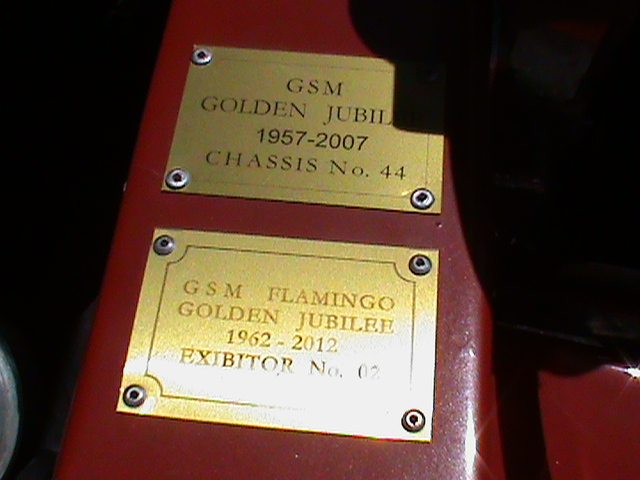 GSM
GOLDEN JUBIL
1957-2007
CHASSIS No. 44
GSM FLAMINGO
GOLDEN JUBILEE
1962 - 2012
EXIBITOR No. 02